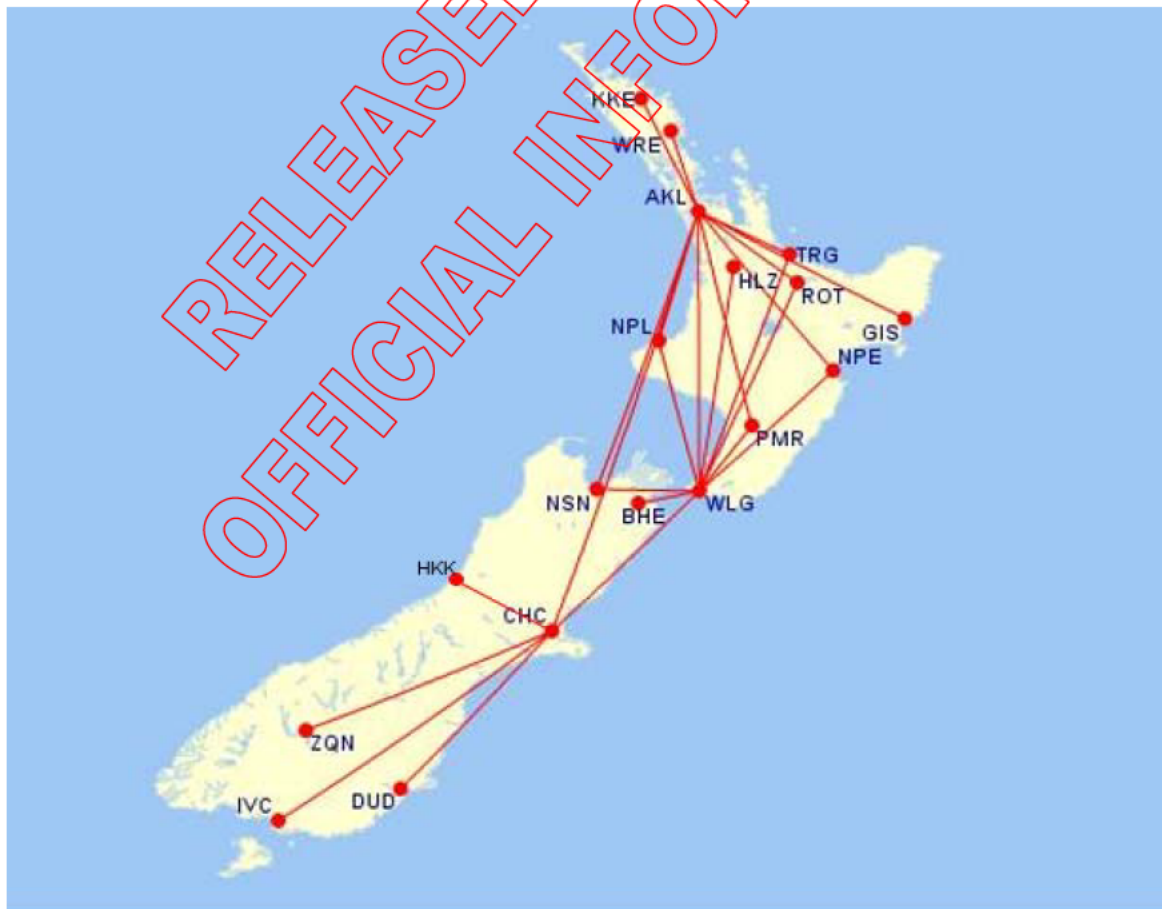 RELEASE
OFFICIAL INFO
KKE
WRE
AKL
TRG
HLZ
ROT
NPL
GIS
NPE
PMR
NSN
BHE
WLG
HKK
CHC
ZQN
IVC
DUD